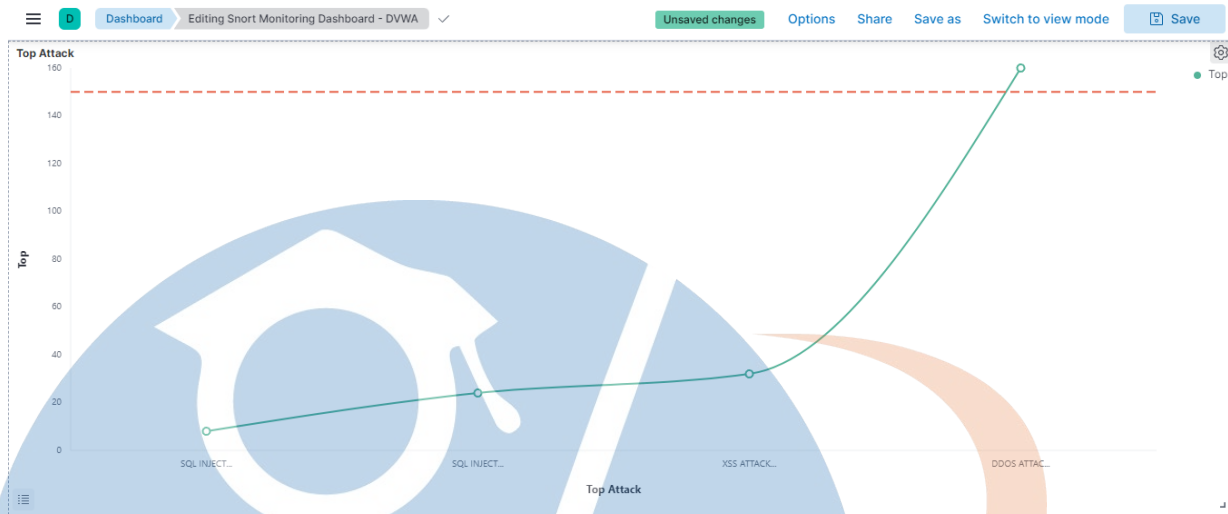 D Dashboard Editing Snort Monitoring Dashboard - DVWA Unsaved changes Options Share Save as Switch to view mode Save
Top Attack
Top
160
140
120
100
80
60
40
20
0
Top
SQL INJECT... SQL INJECT... XSS ATTACK... DDOS ATTAC...
Top Attack